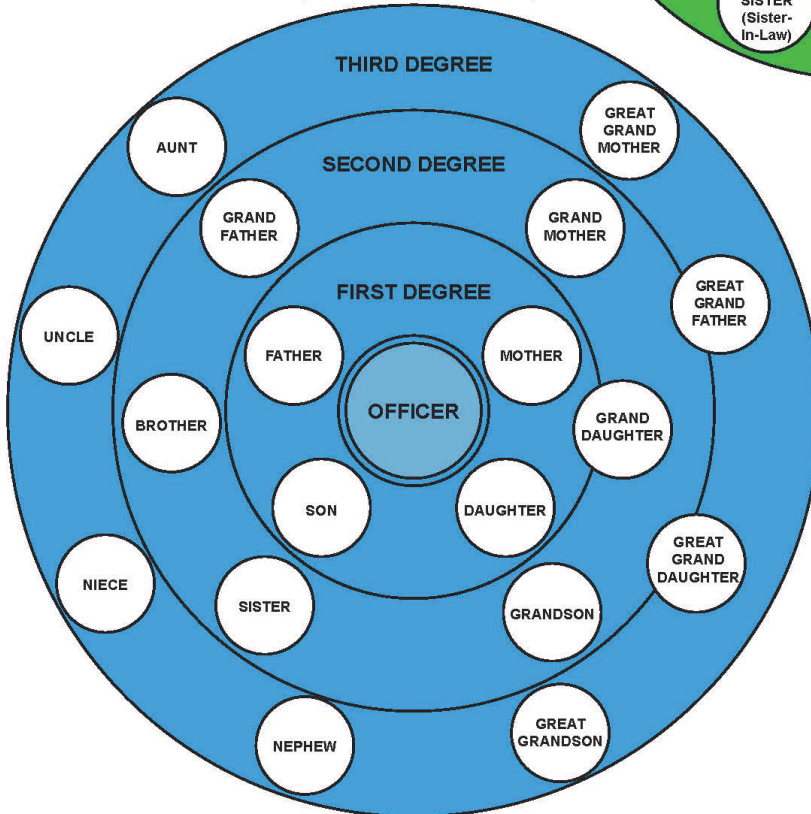 SISTER
(Sister-
In-Law)
THIRD DEGREE
AUNT
GREAT
GRAND
MOTHER
SECOND DEGREE
GRAND
FATHER
GRAND
MOTHER
FIRST DEGREE
GREAT
GRAND
FATHER
UNCLE
FATHER
MOTHER
OFFICER
BROTHER
GRAND
DAUGHTER
SON
DAUGHTER
GREAT
GRAND
DAUGHTER
NIECE
SISTER
GRANDSON
NEPHEW
GREAT
GRANDSON